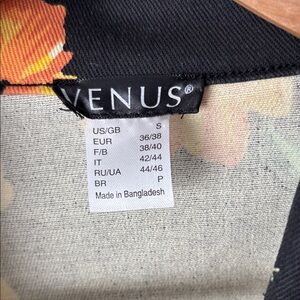 VENUS®
US/GB S
EUR 36/38
F/B 38/40
IT 42/44
RU/UA 44/46
BR P
Made in Bangladesh